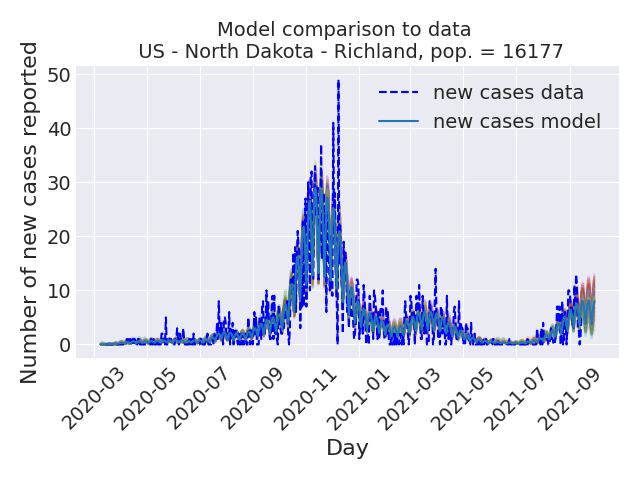 Model comparison to data
US - North Dakota - Richland, pop. = 16177
Number of new cases reported
50
40
30
20
10
0
new cases data
new cases model
2020-03
2020-05
2020-07
2020-09
2020-11
2021-01
2021-03
2021-05
2021-07
2021-09
Day